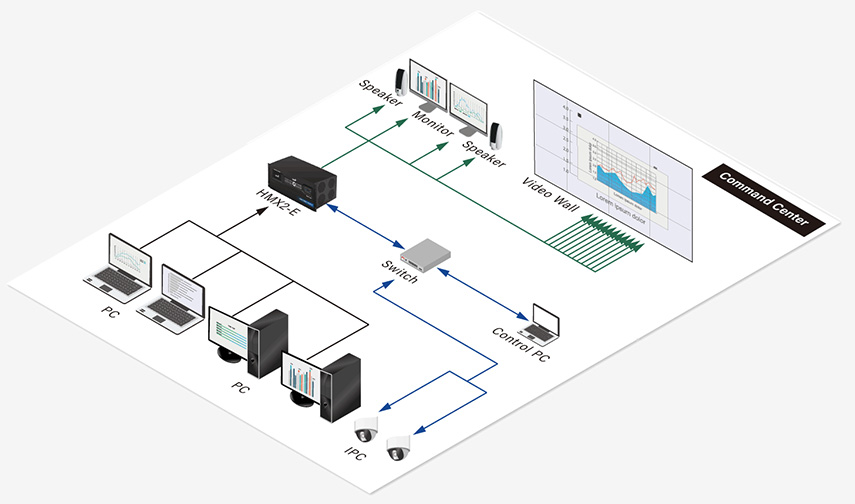 Speaker
Monitor
Speaker
Command Center
HMX2-E
Video Wall
Lorem ipsum dolor
Switch
PC
Control PC
PC
IPC